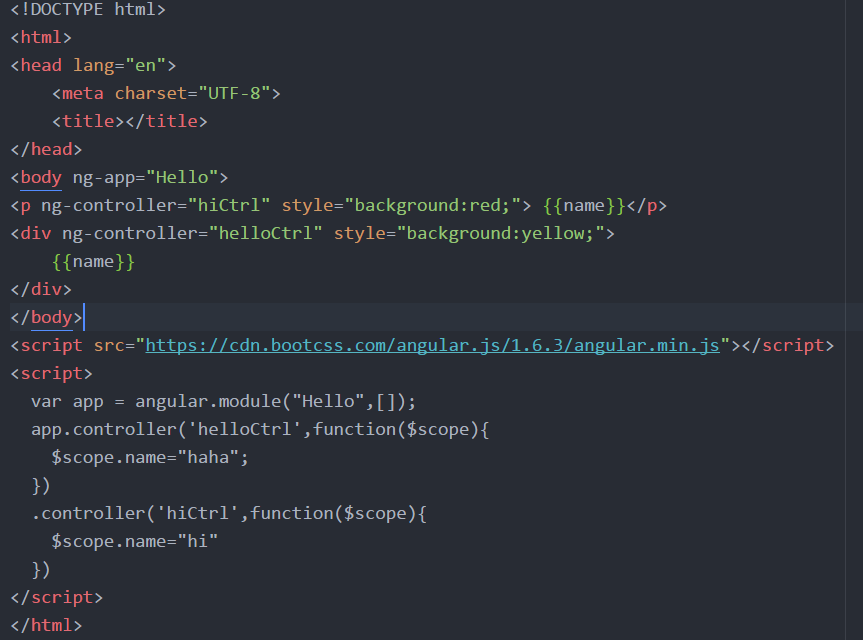 <!DOCTYPE html>
<html>
<head lang="en">
    <meta charset="UTF-8">
    <title></title>
</head>
<body ng-app="Hello">
<p ng-controller="hiCtrl" style="background:red;"> {{name}}</p>
<div ng-controller="helloCtrl" style="background:yellow;">
    {{name}}
</div>
</body>
<script src="https://cdn.bootcss.com/angular.js/1.6.3/angular.min.js"></script>
<script>
  var app = angular.module("Hello",[]);
  app.controller('helloCtrl',function($scope){
    $scope.name="haha";
  })
  .controller('hiCtrl',function($scope){
    $scope.name="hi"
  })
</script>
</html>